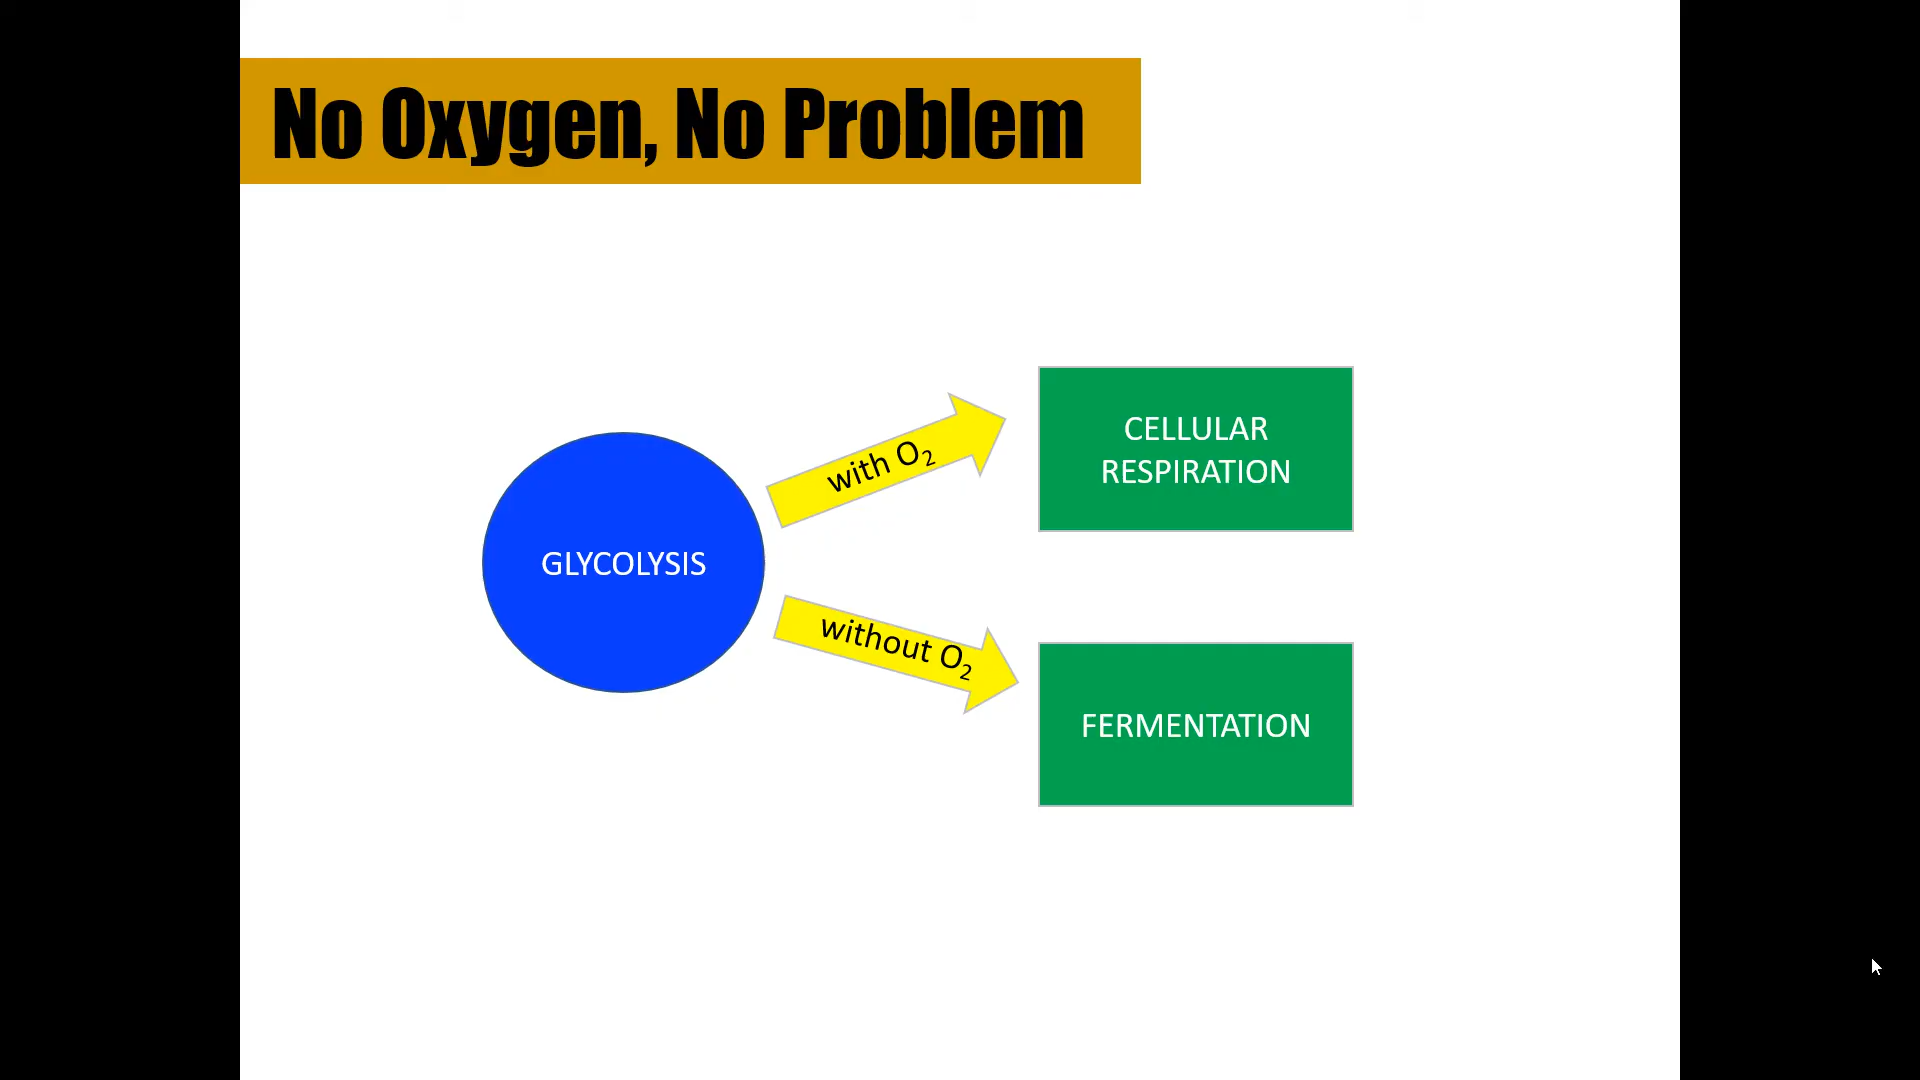 No Oxygen, No Problem
with O₂
CELLULAR
RESPIRATION
GLYCOLYSIS
without O₂
FERMENTATION